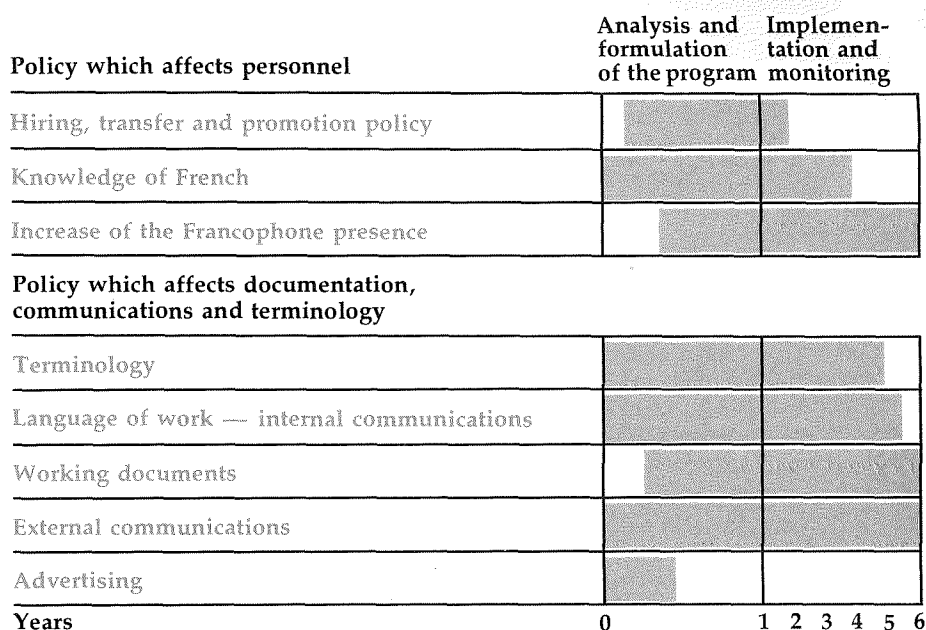 Analysis and
formulation
of the program
Implemen-
tation and
monitoring
Policy which affects personnel
Hiring, transfer and promotion policy
Knowledge of French
Increase of the Francophone presence
Policy which affects documentation,
communications and terminology
Terminology
Language of work — internal communications
Working documents
External communications
Advertising
Years 0 1 2 3 4 5 6